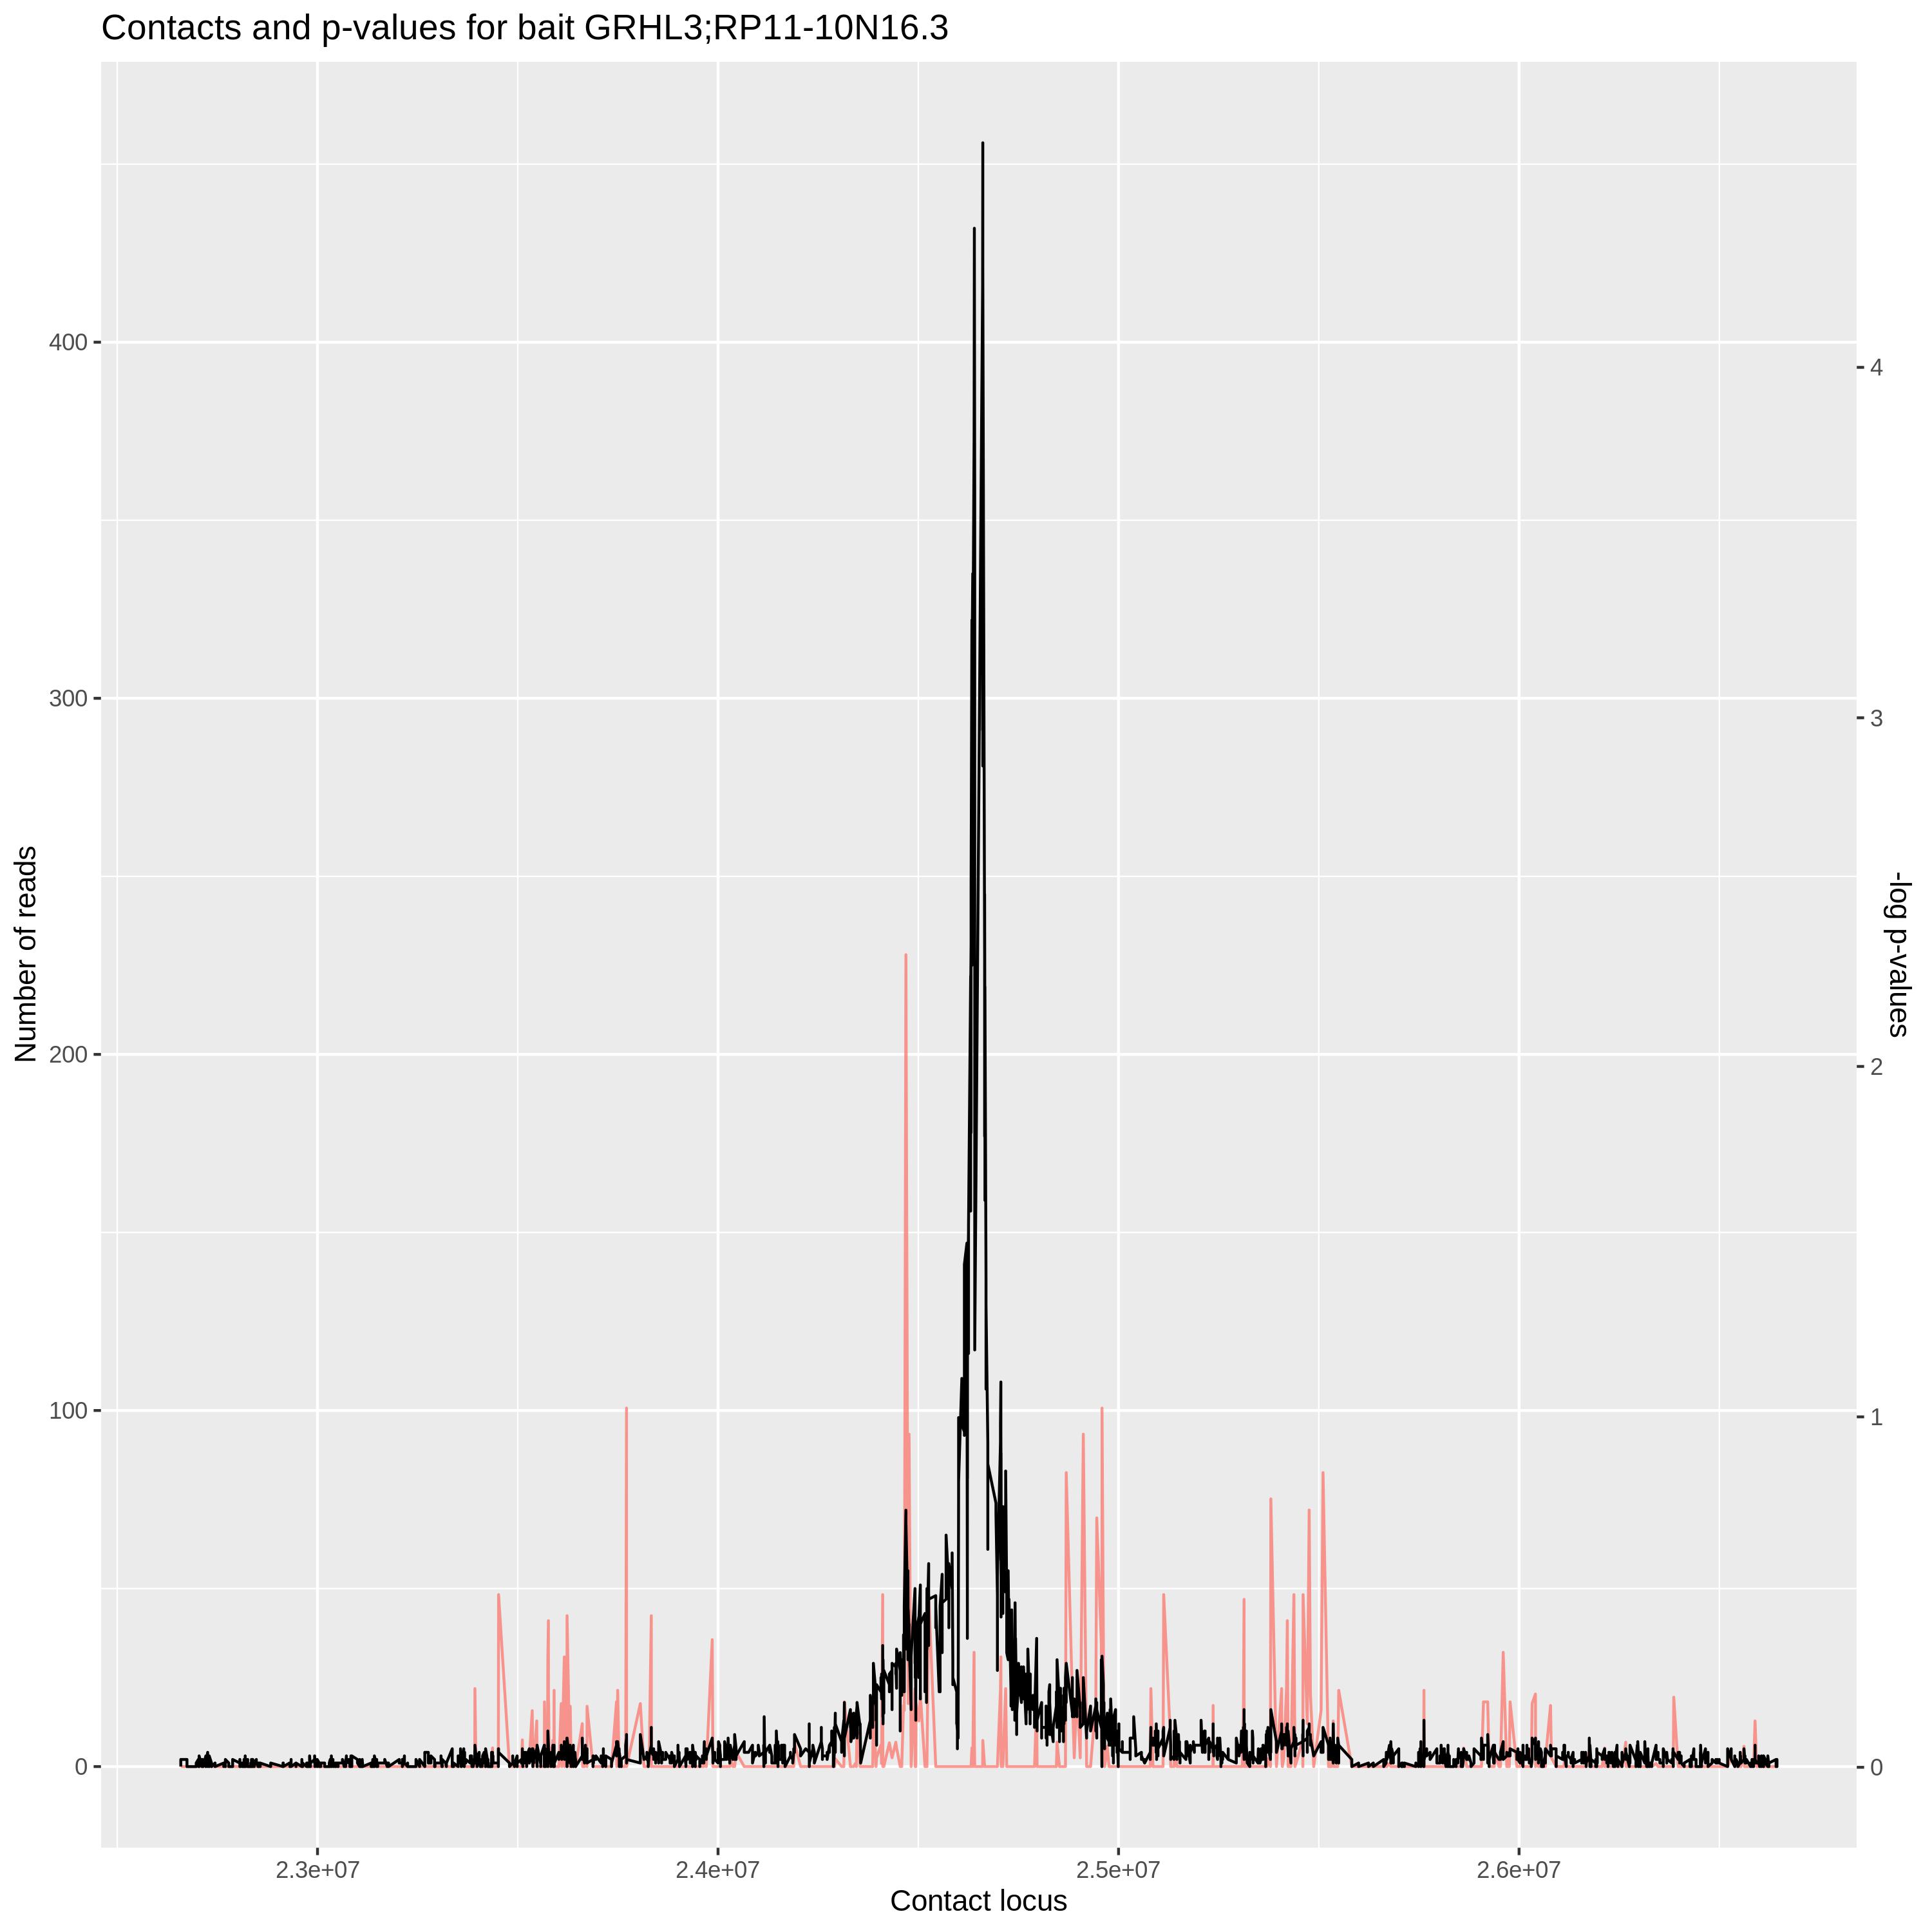 Contacts and p-values for bait GRHL3;RP11-10N16.3
400
300
200
100
0
Number of reads
4
3
2
1
0
-log p-values
2.3e+07
2.4e+07
2.5e+07
2.6e+07
Contact locus